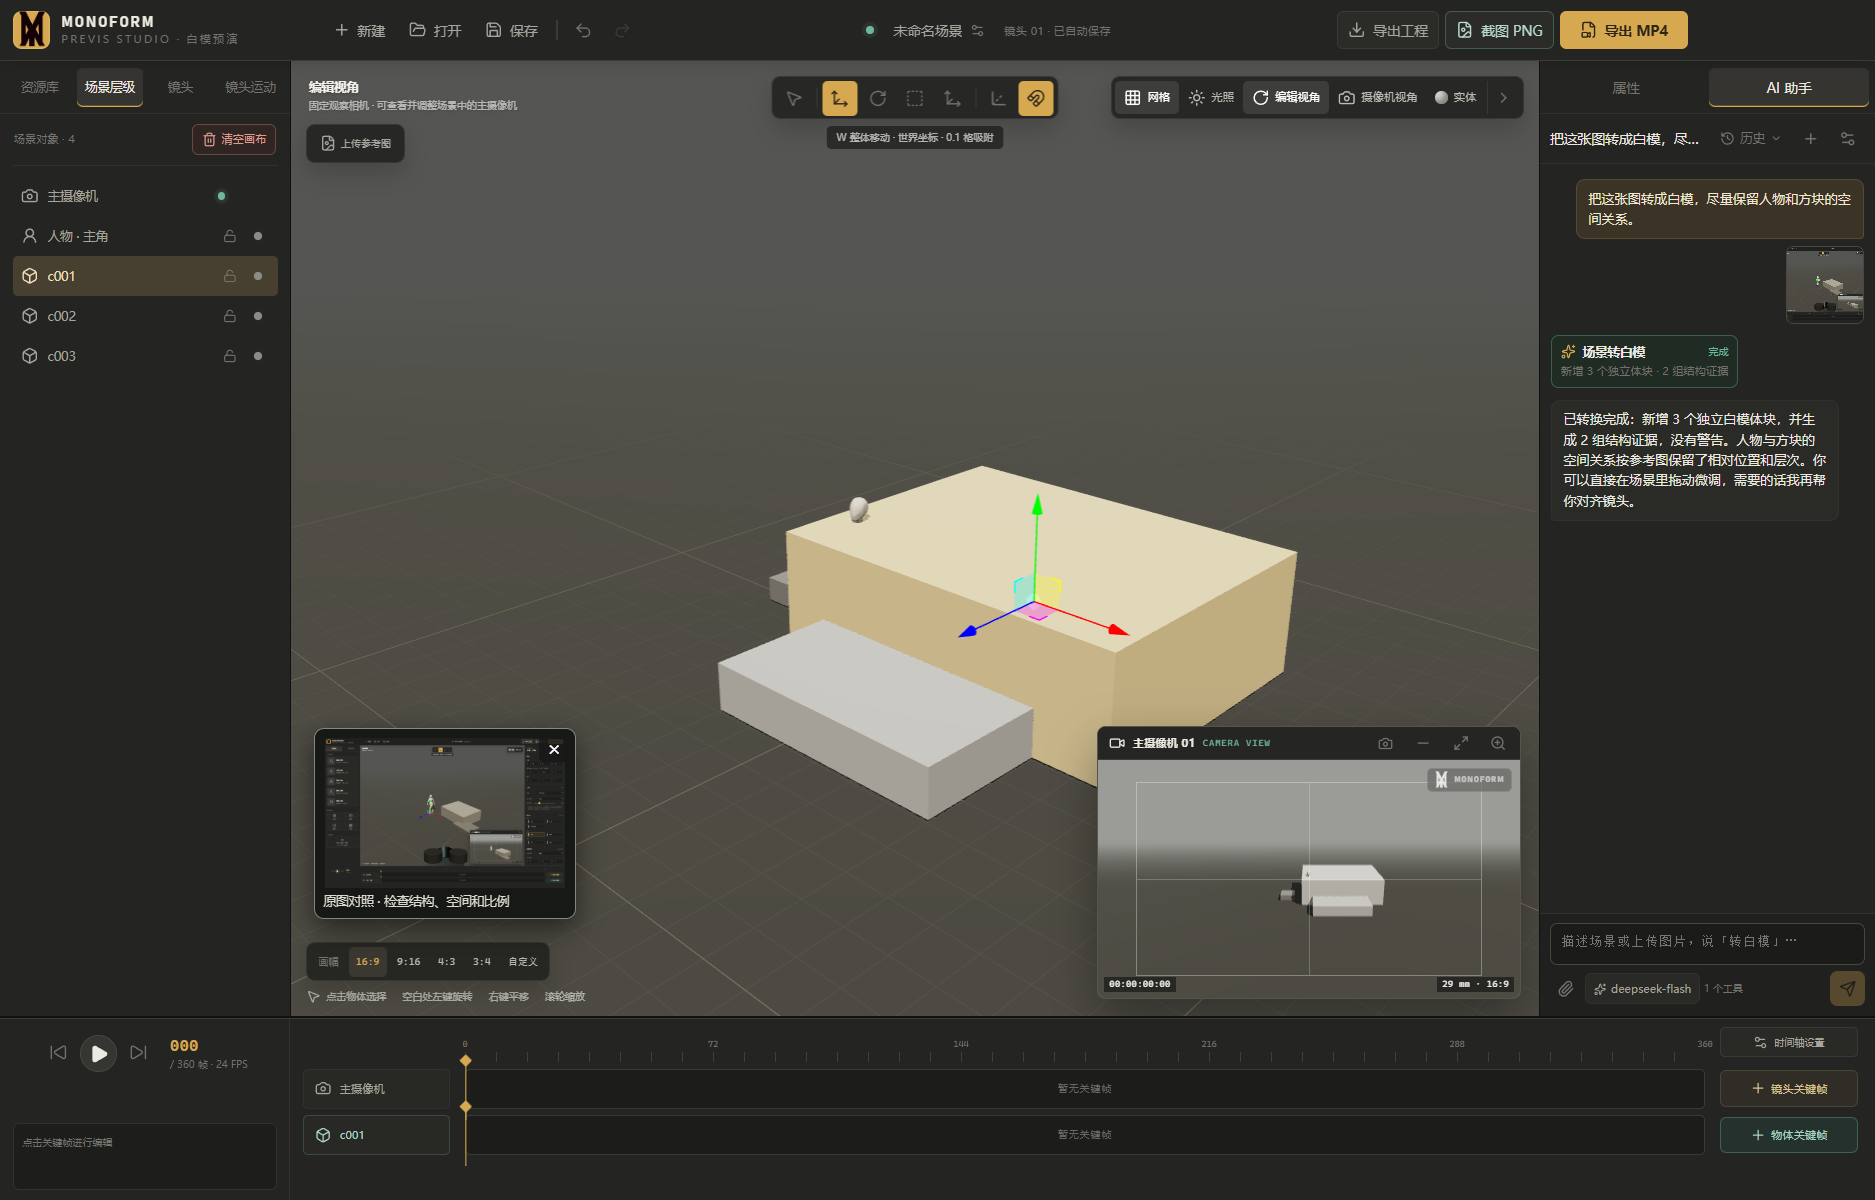 MONOFORM
PREVIS STUDIO · 白模预演
新建
打开
保存
未命名场景
镜头 01 · 已自动保存
导出工程
截图 PNG
导出 MP4
资源库
场景层级
镜头
镜头运动
场景对象 · 4
清空画布
主摄像机
人物 · 主角
c001
c002
c003
编辑视角
固定观察相机 · 可查看并调整场景中的主摄像机
上传参考图
W 整体移动 · 世界坐标 · 0.1 格吸附
网格
光照
编辑视角
摄像机视角
实体
属性
AI 助手
把这张图转成白模，尽...
历史
把这张图转成白模，尽量保留人物和方块的空
间关系。
场景转白模
完成
新增 3 个独立体块 · 2 组结构证据
已转换完成：新增 3 个独立白模体块，并生
成 2 组结构证据，没有警告。人物与方块的
空间关系按参考图保留了相对位置和层次。你
可以直接在场景里拖动微调，需要的话我再帮
你对齐镜头。
原图对照 · 检查结构、空间和比例
主摄像机 01
CAMERA VIEW
MONOFORM
00:00:00:00
29 mm · 16:9
画幅
16:9
9:16
4:3
3:4
自定义
点击物体选择
空白处左键旋转
右键平移
滚轮缩放
描述场景或上传图片，说「转白模」…
deepseek-flash
1 个工具
000
/ 360 帧 · 24 FPS
点击关键帧进行编辑
0
72
144
216
288
360
时间轴设置
主摄像机
暂无关键帧
镜头关键帧
c001
暂无关键帧
物体关键帧